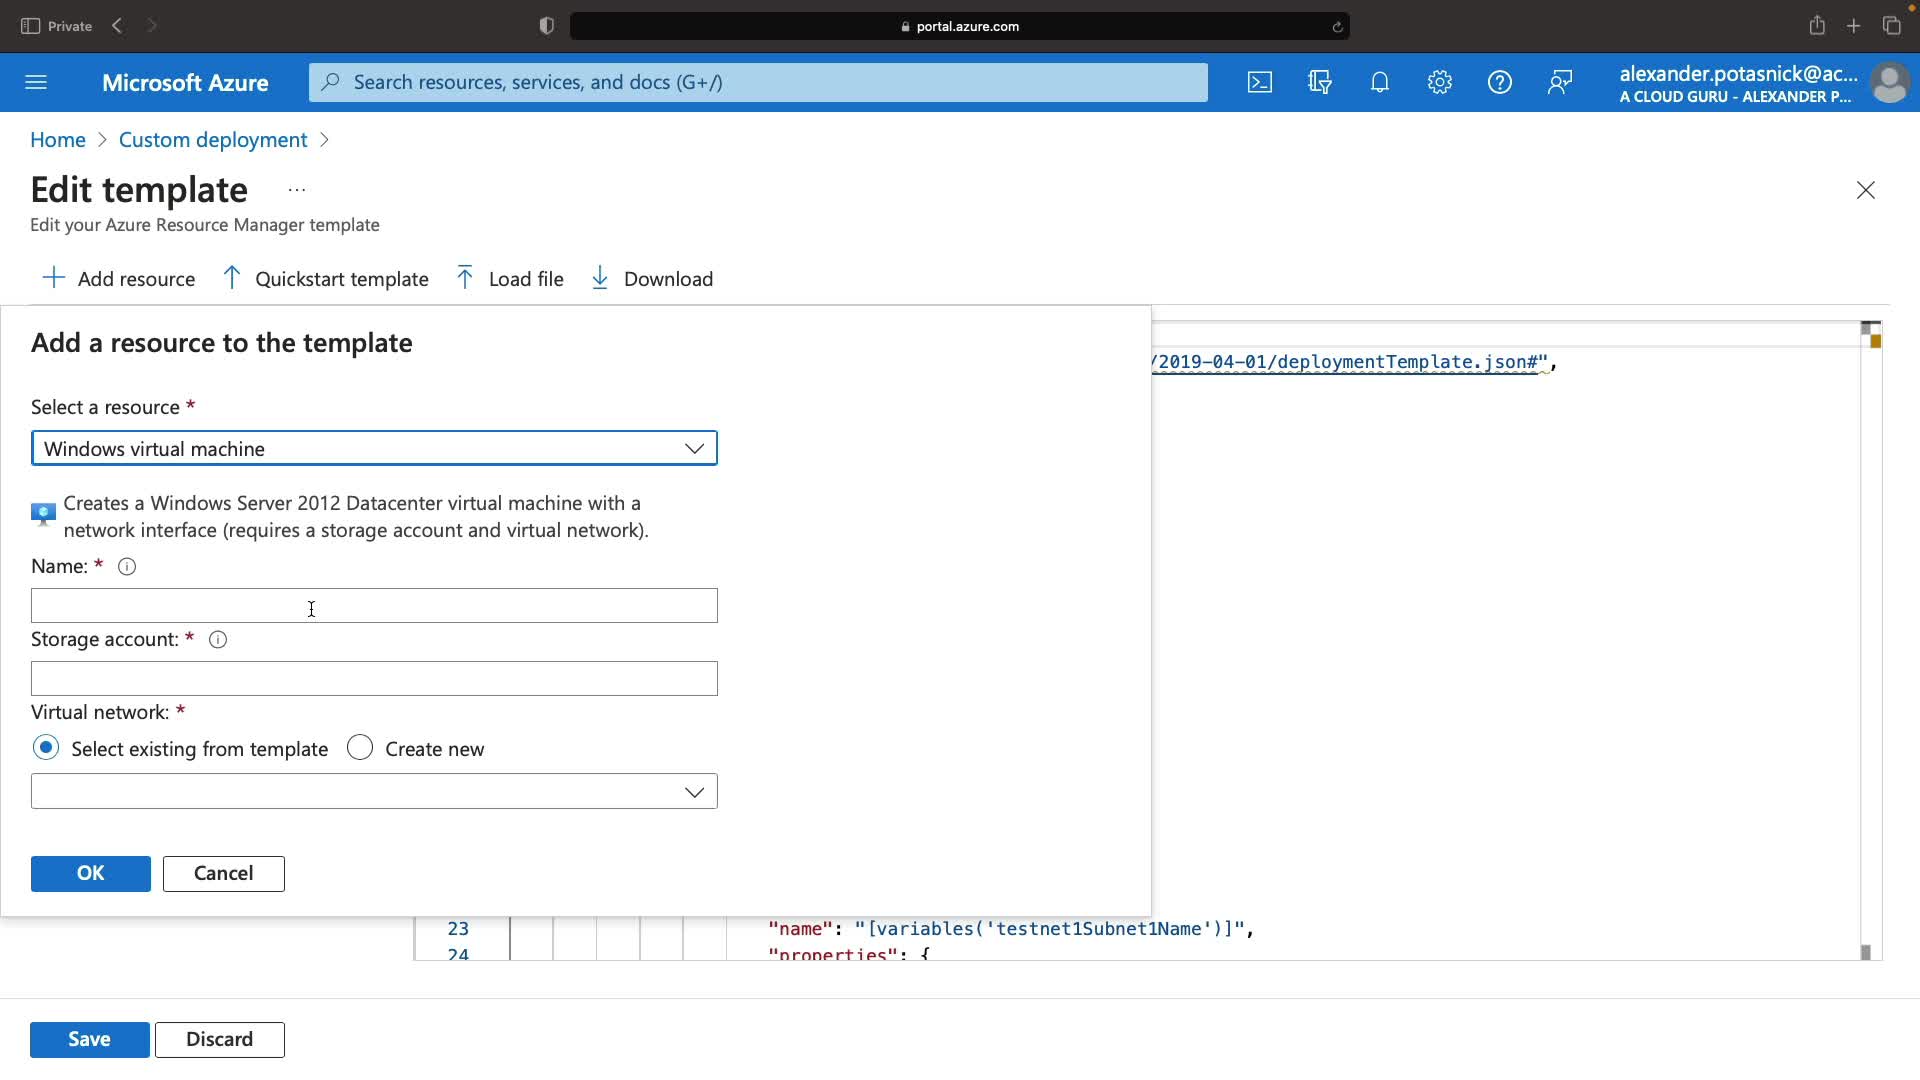 Private
portal.azure.com
Microsoft Azure
Search resources, services, and docs (G+/)
alexander.potasnick@ac...
A CLOUD GURU - ALEXANDER P...
Home > Custom deployment >
Edit template ...
Edit your Azure Resource Manager template
Add resource Quickstart template Load file Download
Add a resource to the template
/2019-04-01/deploymentTemplate.json#",
Select a resource *
Windows virtual machine
Creates a Windows Server 2012 Datacenter virtual machine with a
network interface (requires a storage account and virtual network).
Name: *
Storage account: *
Virtual network: *
Select existing from template Create new
OK Cancel
23 "name": "[variables('testnet1Subnet1Name')]",
24 "properties": {
Save Discard